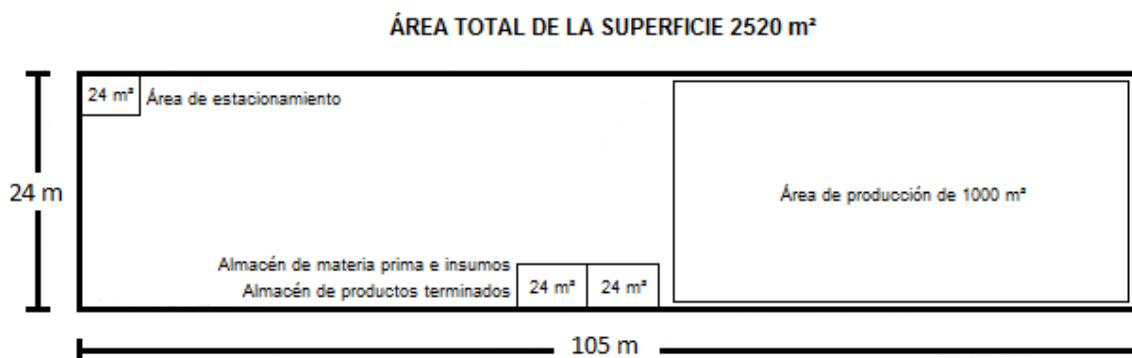 ÁREA TOTAL DE LA SUPERFICIE 2520 m²
24 m² Área de estacionamiento
24 m
Área de producción de 1000 m²
Almacén de materia prima e insumos
Almacén de productos terminados
24 m² 24 m²
105 m